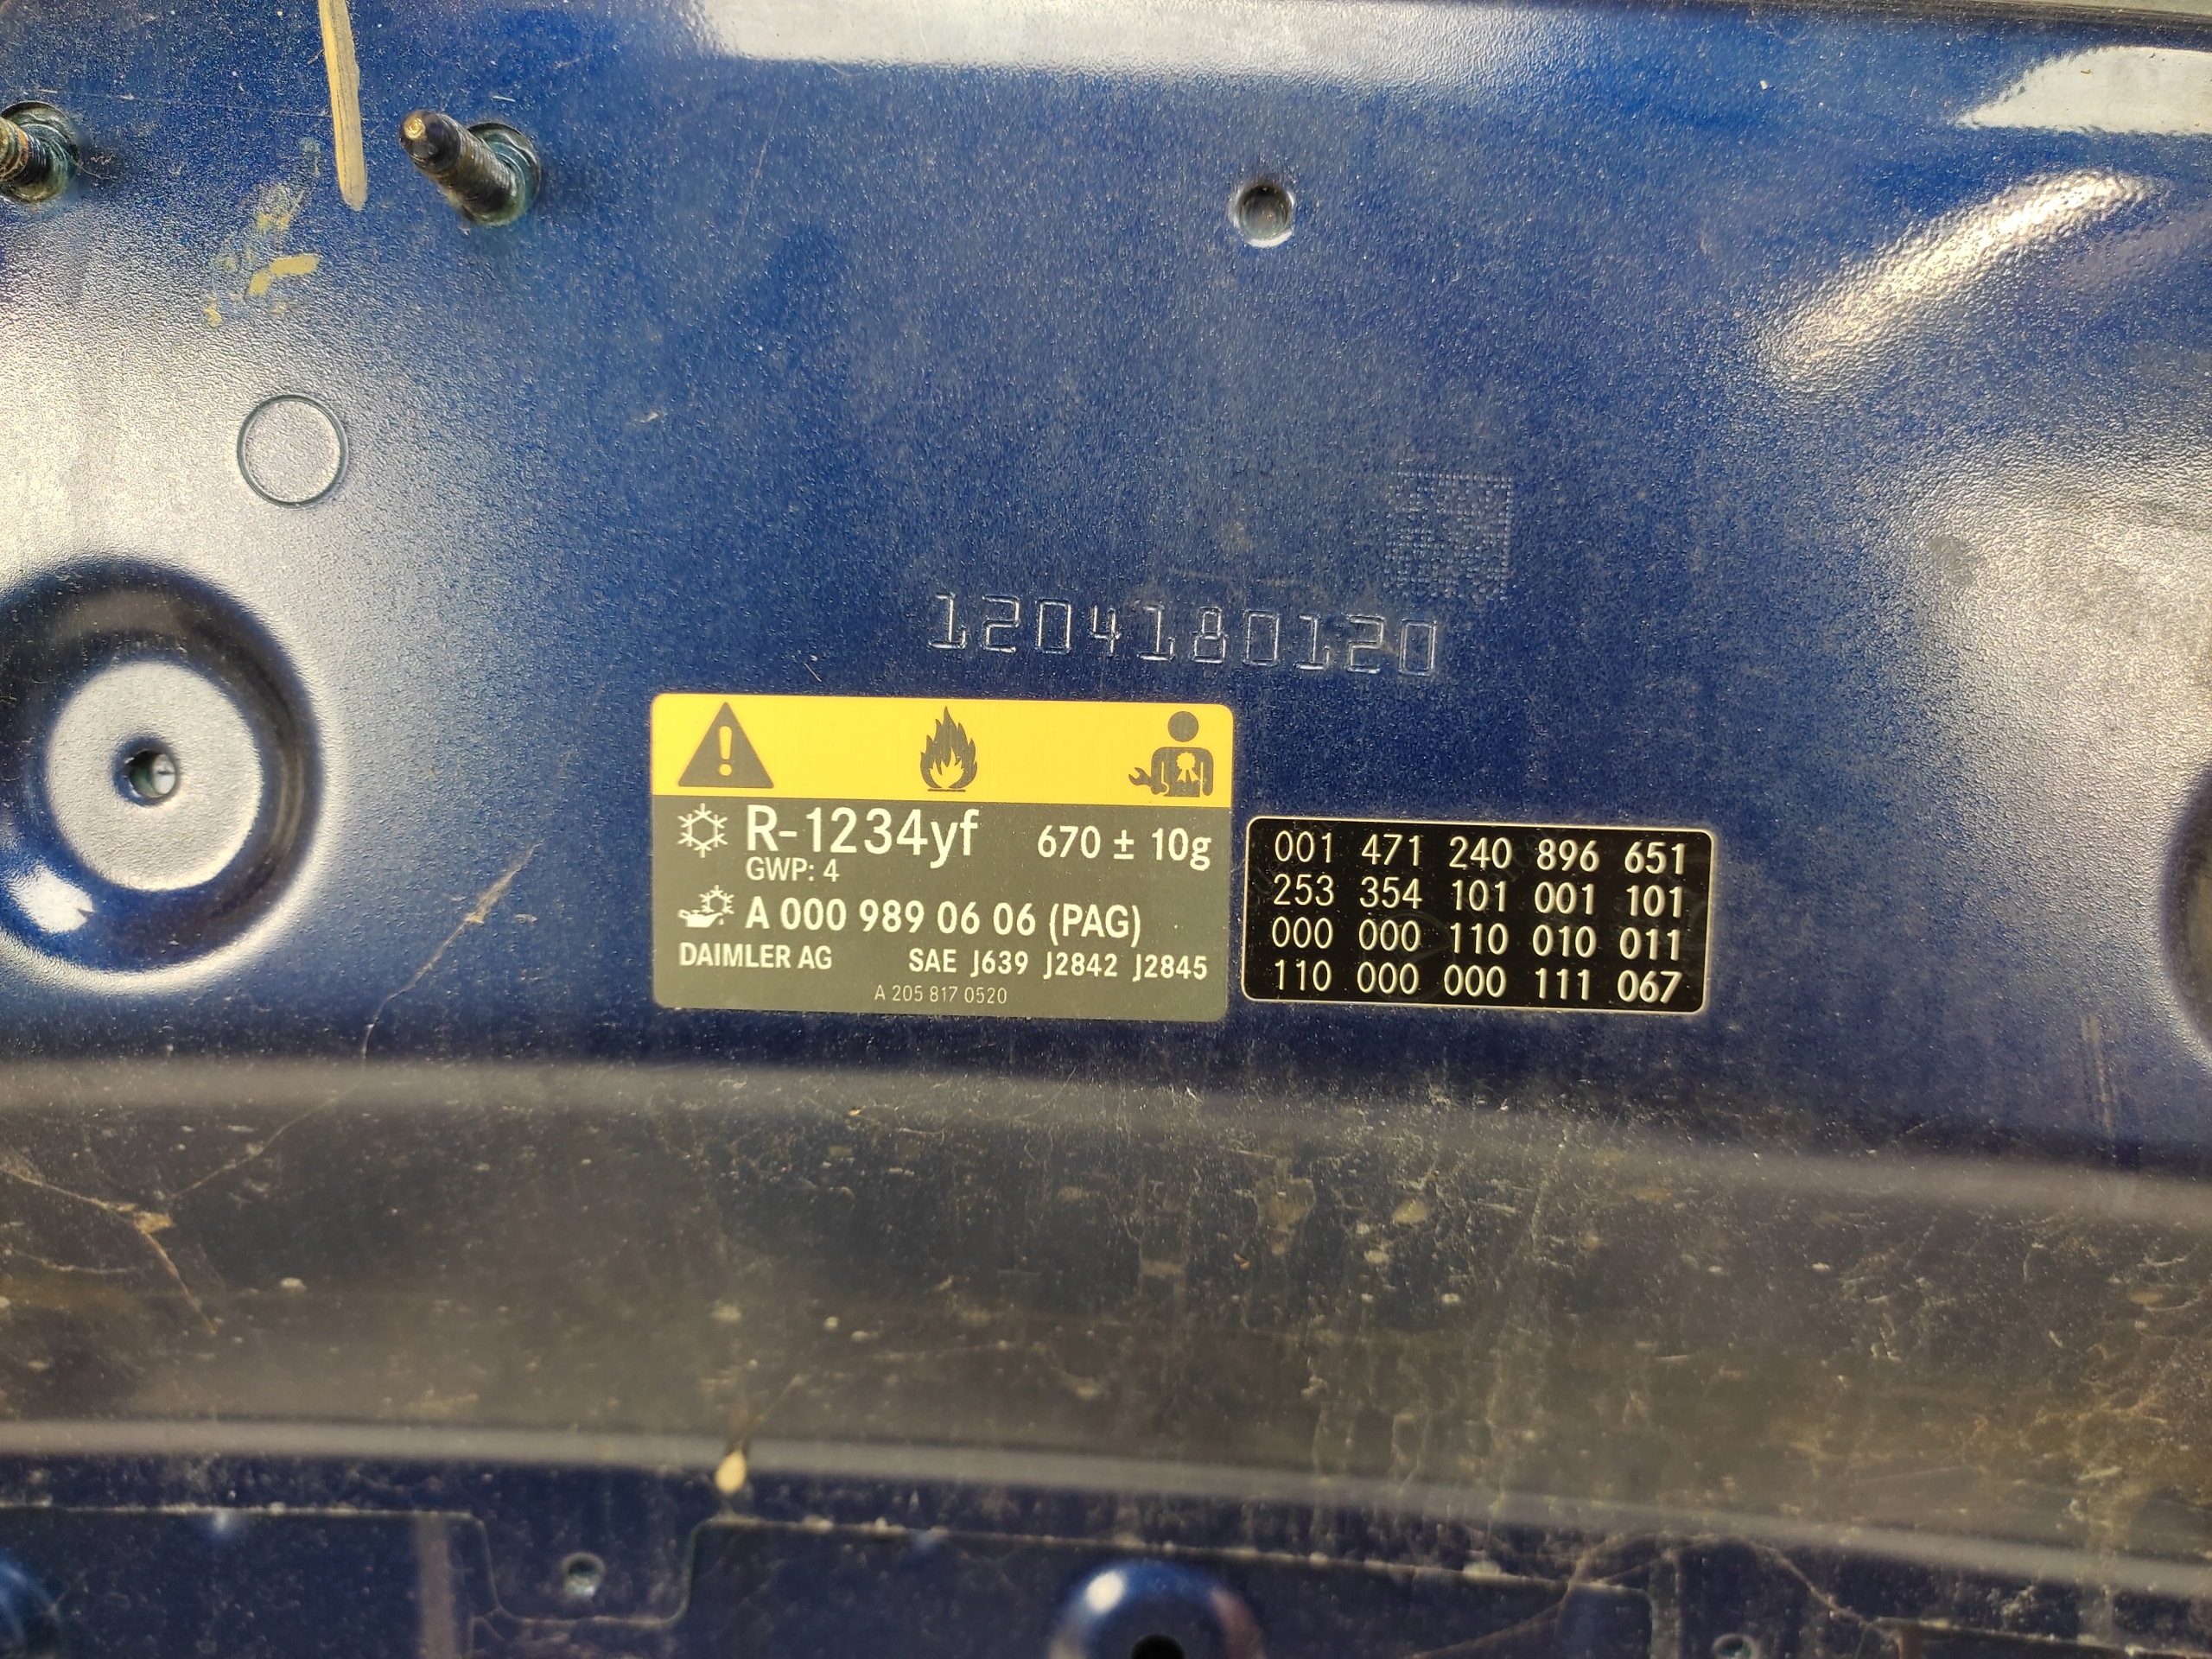 1204180120
R-1234yf 670 ± 10g
GWP: 4
A 000 989 06 06 (PAG)
DAIMLER AG SAE J639 J2842 J2845
A 205 817 0520
001 471 240 896 651
253 354 101 001 101
000 000 110 010 011
110 000 000 111 067